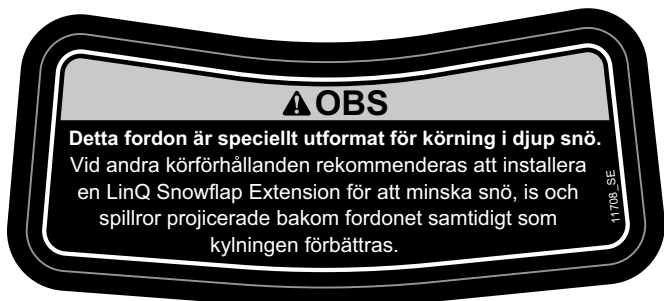 ⚠OBS
Detta fordon är speciellt utformat för körning i djup snö.
Vid andra körförhållanden rekommenderas att installera
en LinQ Snowflap Extension för att minska snö, is och
spillror projicerade bakom fordonet samtidigt som
kylningen förbättras.
11708_SE